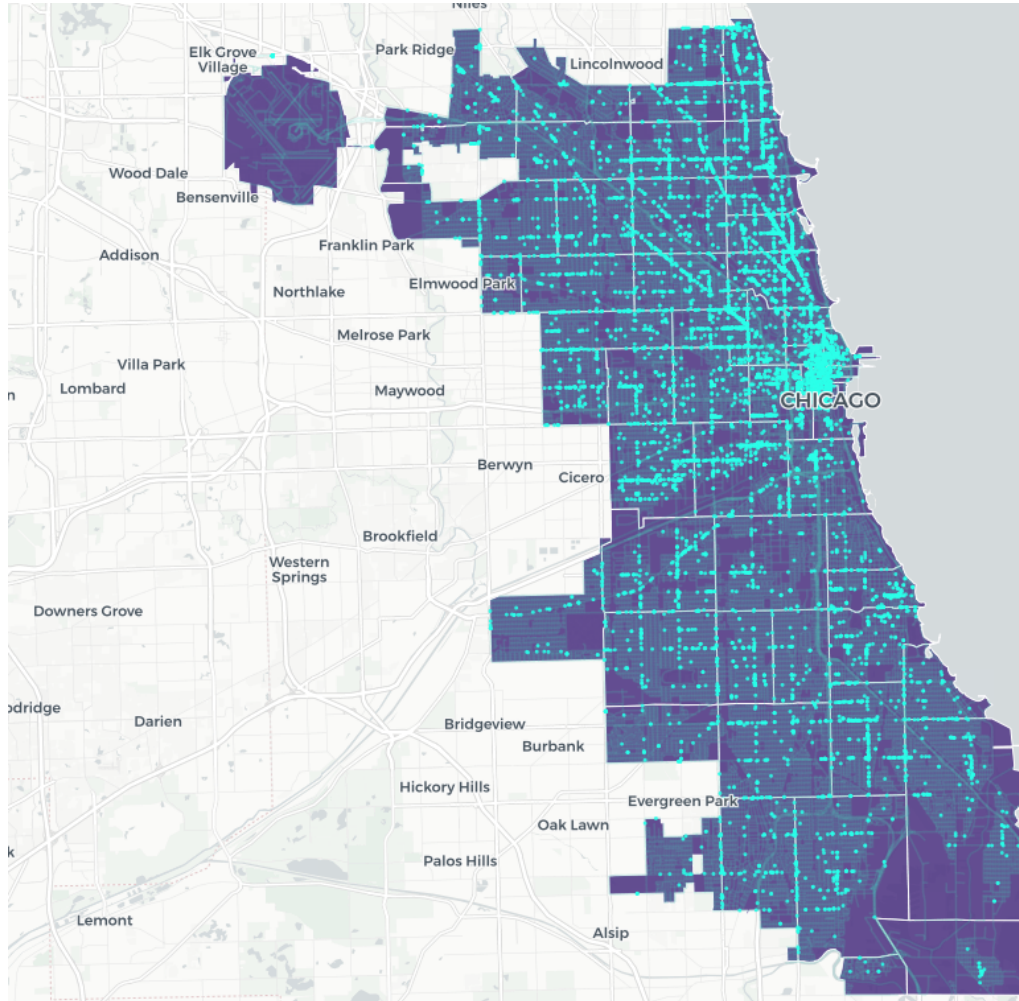 Niles
Elk Grove
Village
Park Ridge
Lincolnwood
Wood Dale
Bensenville
Addison
Franklin Park
Northlake
Elmwood Park
Melrose Park
Villa Park
Lombard
Maywood
n
CHICAGO
Berwyn
Cicero
Brookfield
Western
Springs
Downers Grove
odridge
Darien
Bridgeview
Burbank
Hickory Hills
Evergreen Park
Oak Lawn
k
Palos Hills
Lemont
Alsip